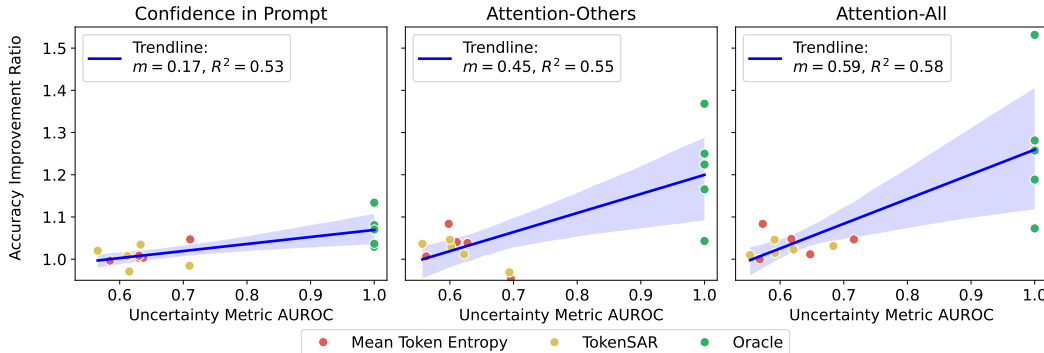 Confidence in Prompt
Attention-Others
Attention-All
Accuracy Improvement Ratio
1.5
1.4
1.3
1.2
1.1
1.0
Trendline:
m = 0.17, R² = 0.53
Trendline:
m = 0.45, R² = 0.55
Trendline:
m = 0.59, R² = 0.58
0.6 0.7 0.8 0.9 1.0
0.6 0.7 0.8 0.9 1.0
0.6 0.7 0.8 0.9 1.0
Uncertainty Metric AUROC
Uncertainty Metric AUROC
Uncertainty Metric AUROC
Mean Token Entropy TokenSAR Oracle